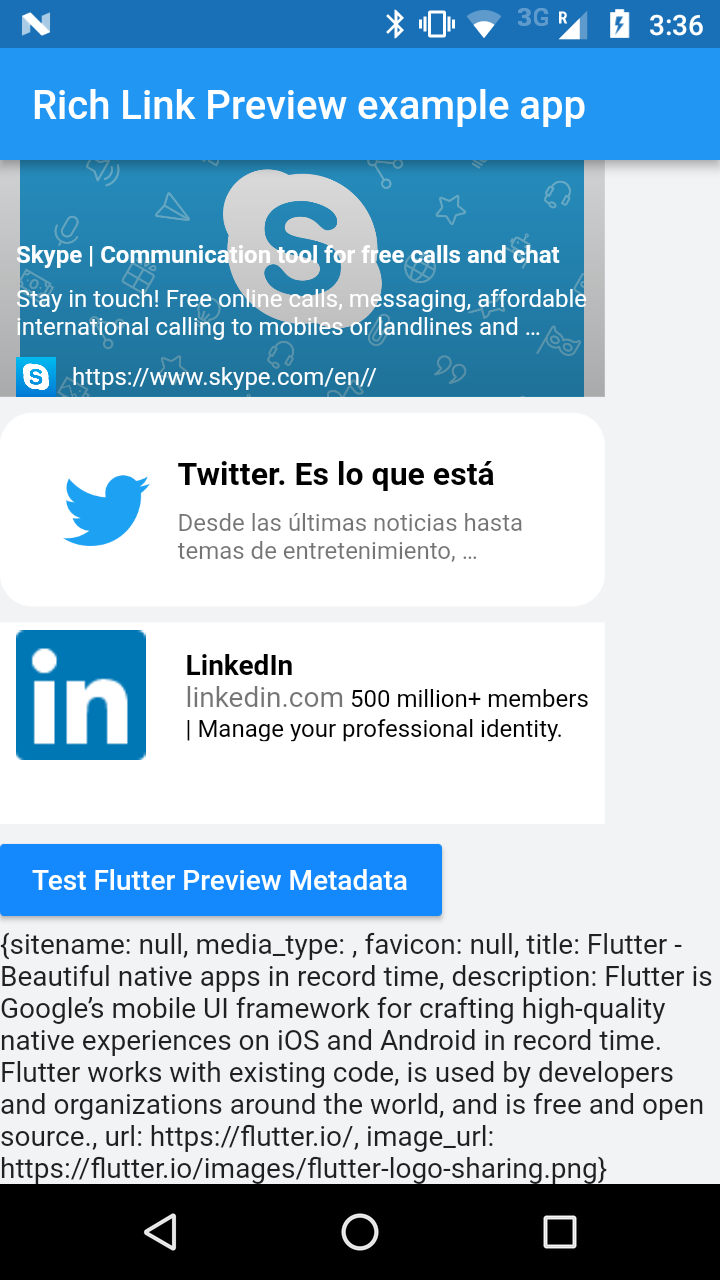 3G R 3:36
Rich Link Preview example app
Skype | Communication tool for free calls and chat
Stay in touch! Free online calls, messaging, affordable
international calling to mobiles or landlines and ...
https://www.skype.com/en//
Twitter. Es lo que está
Desde las últimas noticias hasta
temas de entretenimiento, ...
in
LinkedIn
linkedin.com 500 million+ members
| Manage your professional identity.
Test Flutter Preview Metadata
{sitename: null, media_type: , favicon: null, title: Flutter -
Beautiful native apps in record time, description: Flutter is
Google’s mobile UI framework for crafting high-quality
native experiences on iOS and Android in record time.
Flutter works with existing code, is used by developers
and organizations around the world, and is free and open
source., url: https://flutter.io/, image_url:
https://flutter.io/images/flutter-logo-sharing.png}